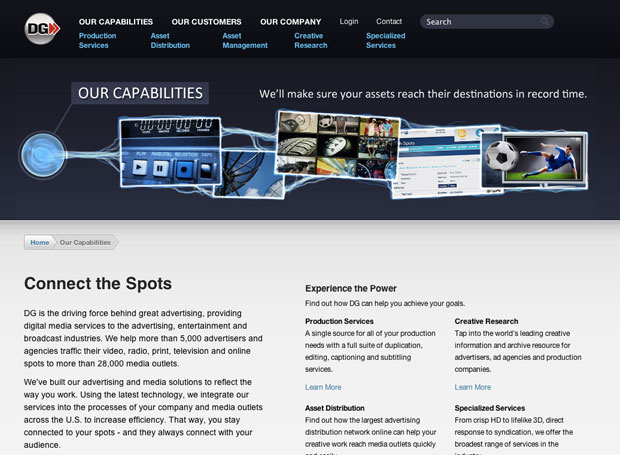 DG
OUR CAPABILITIES OUR CUSTOMERS OUR COMPANY Login Contact Search
Production Services
Asset Distribution
Asset Management
Creative Research
Specialized Services
OUR CAPABILITIES
We'll make sure your assets reach their destinations in record time.
Spots
Home Our Capabilities
Connect the Spots
DG is the driving force behind great advertising, providing
digital media services to the advertising, entertainment and
broadcast industries. We help more than 5,000 advertisers and
agencies traffic their video, radio, print, television and online
spots to more than 28,000 media outlets.
We've built our advertising and media solutions to reflect the
way you work. Using the latest technology, we integrate our
services into the processes of your company and media outlets
across the U.S. to increase efficiency. That way, you stay
connected to your spots - and they always connect with your
audience.
Experience the Power
Find out how DG can help you achieve your goals.
Production Services
A single source for all of your production
needs with a full suite of duplication,
editing, captioning and subtitling
services.
Learn More
Creative Research
Tap into the world's leading creative
information and archive resource for
advertisers, ad agencies and production
companies.
Learn More
Asset Distribution
Find out how the largest advertising
distribution network online can help your
creative work reach media outlets quickly
Specialized Services
From crisp HD to lifelike 3D, direct
response to syndication, we offer the
broadest range of services in the